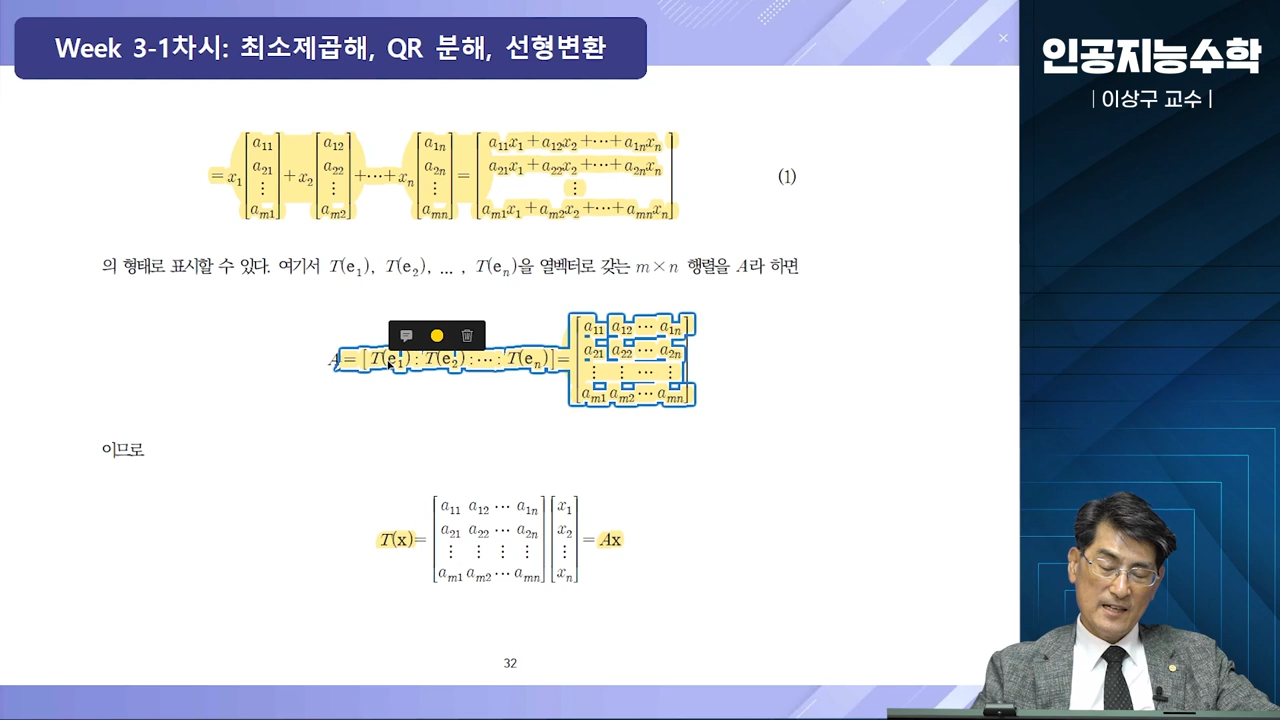 Week 3-1차시: 최소제곱해, QR 분해, 선형변환
인공지능수학
| 이상구 교수 |
= x₁[a₁₁ a₂₁ ⋮ aₘ₁] + x₂[a₁₂ a₂₂ ⋮ aₘ₂] + ⋯ + xₙ[a₁ₙ a₂ₙ ⋮ aₘₙ] = [a₁₁x₁ + a₁₂x₂ + ⋯ + a₁ₙxₙ
a₂₁x₁ + a₂₂x₂ + ⋯ + a₂ₙxₙ
⋮
aₘ₁x₁ + aₘ₂x₂ + ⋯ + aₘₙxₙ] (1)
의 형태로 표시할 수 있다. 여기서 T(e₁), T(e₂), ... , T(eₙ)을 열벡터로 갖는 m×n 행렬을 A라 하면
A = [ T(e₁) : T(e₂) : ⋯ : T(eₙ)] = [a₁₁ a₁₂ ⋯ a₁ₙ
a₂₁ a₂₂ ⋯ a₂ₙ
⋮ ⋮ ⋯ ⋮
aₘ₁ aₘ₂ ⋯ aₘₙ]
이므로
T(x) = [a₁₁ a₁₂ ⋯ a₁ₙ
a₂₁ a₂₂ ⋯ a₂ₙ
⋮ ⋮ ⋮ ⋮
aₘ₁ aₘ₂ ⋯ aₘₙ] [x₁ x₂ ⋮ xₙ] = Ax
32